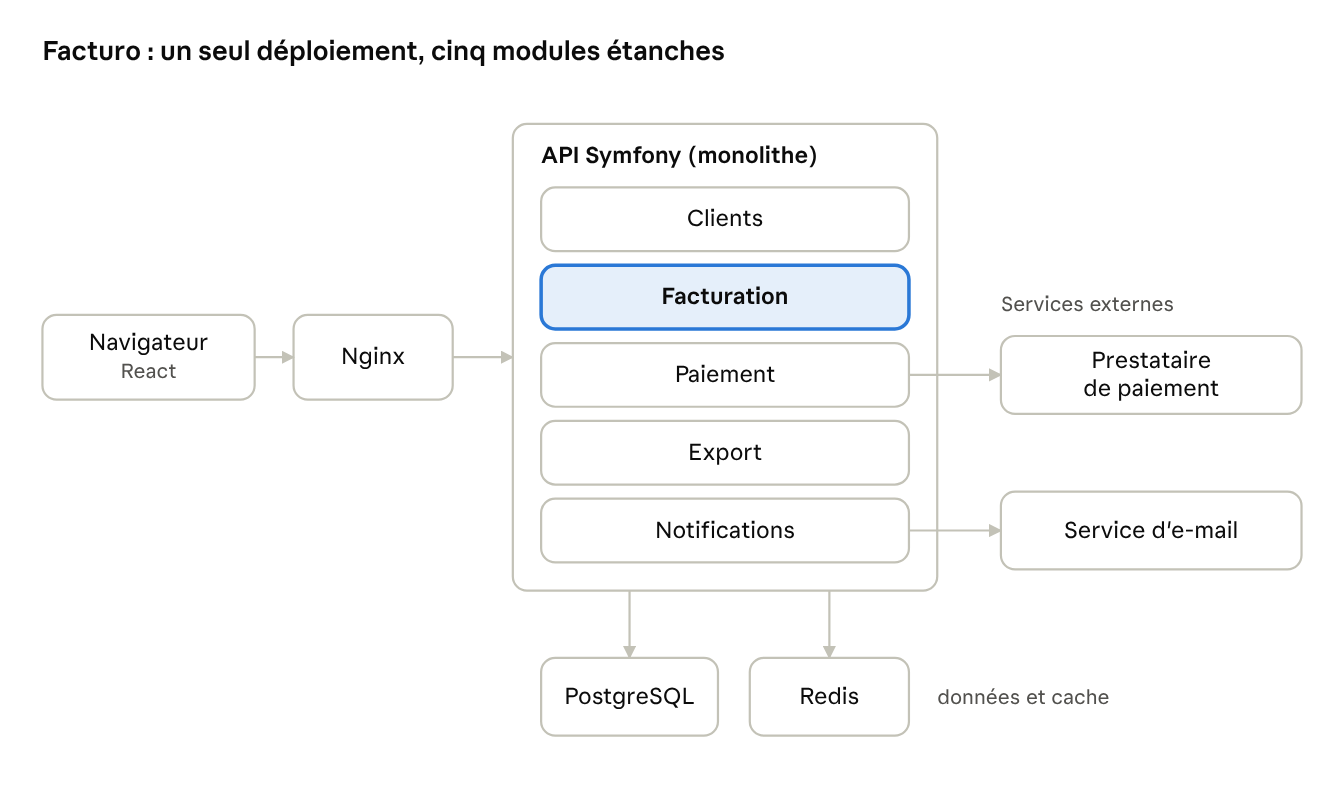 Facturo : un seul déploiement, cinq modules étanches
API Symfony (monolithe)
Clients
Facturation
Paiement
Export
Notifications
Navigateur
React
Nginx
Services externes
Prestataire
de paiement
Service d'e-mail
PostgreSQL
Redis
données et cache